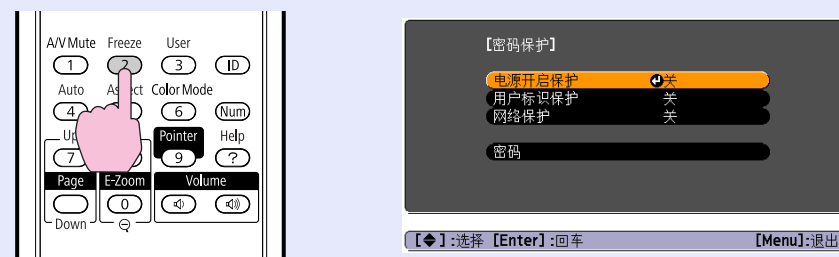 A/V Mute Freeze User
1 2 3 ID
Auto Color Mode
4 6 Num
Pointer Help
7 9 ?
Page E-Zoom Volume
0
Down
[密码保护]
电源开启保护 关
用户标识保护 关
网络保护 关
密码
[◆]:选择 [Enter]:回车 [Menu]:退出